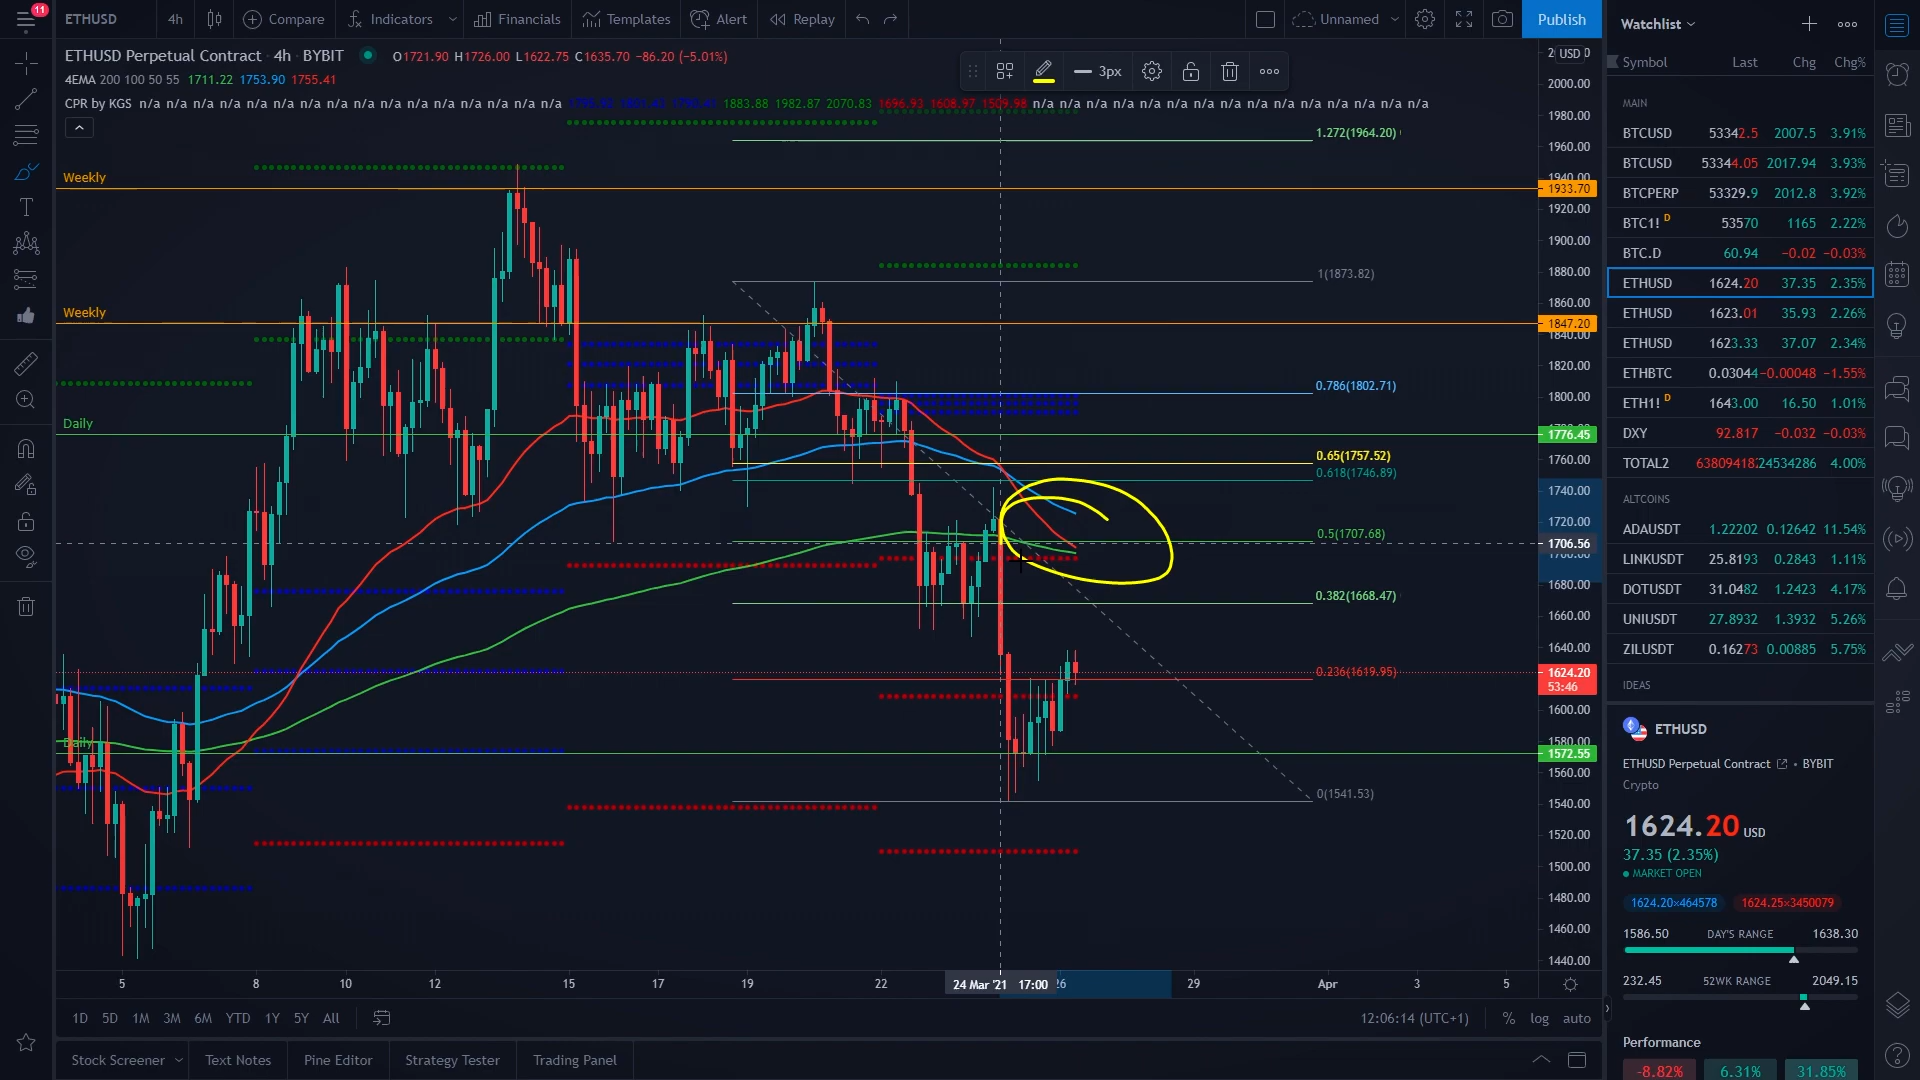 11
ETHUSD 4h Compare Indicators Financials Templates Alert Replay Unnamed Publish
ETHUSD Perpetual Contract · 4h · BYBIT O1721.90 H1726.00 L1622.75 C1635.70 −86.20 (−5.01%)
4EMA 200 100 50 55 1711.22 1753.90 1755.41
CPR by KGS n/a n/a n/a n/a n/a n/a n/a n/a n/a n/a n/a n/a n/a n/a n/a n/a 1883.88 1982.87 2070.83 1696.93 1608.97 1509.98 n/a n/a n/a n/a n/a n/a n/a n/a n/a n/a n/a n/a n/a n/a n/a
3px
USD
2000.00
1980.00
1960.00
1940.00
1920.00
1900.00
1880.00
1860.00
1840.00
1820.00
1800.00
1760.00
1740.00
1720.00
1680.00
1660.00
1640.00
1600.00
1580.00
1560.00
1540.00
1520.00
1500.00
1480.00
1460.00
1440.00
1933.70
1847.20
1776.45
1706.56
1624.20
53:46
1572.55
Weekly
Weekly
Daily
Daily
1.272(1964.20)
1(1873.82)
0.786(1802.71)
0.65(1757.52)
0.618(1746.89)
0.5(1707.68)
0.382(1668.47)
0.236(1619.95)
0(1541.53)
5 8 10 12 15 17 19 22 24 Mar '21 17:00 26 29 Apr 3 5
1D 5D 1M 3M 6M YTD 1Y 5Y All 12:06:14 (UTC+1) % log auto
Stock Screener Text Notes Pine Editor Strategy Tester Trading Panel
Watchlist
Symbol Last Chg Chg%
MAIN
BTCUSD 53342.5 2007.5 3.91%
BTCUSD 53344.05 2017.94 3.93%
BTCPERP 53329.9 2012.8 3.92%
BTC1! D 53570 1165 2.22%
BTC.D 60.94 −0.02 −0.03%
ETHUSD 1624.20 37.35 2.35%
ETHUSD 1623.01 35.93 2.26%
ETHUSD 1623.33 37.07 2.34%
ETHBTC 0.03044 −0.00048 −1.55%
ETH1! D 1643.00 16.50 1.01%
DXY 92.817 −0.032 −0.03%
TOTAL2 638094187 24534286 4.00%
ALTCOINS
ADAUSDT 1.22202 0.12642 11.54%
LINKUSDT 25.8193 0.2843 1.11%
DOTUSDT 31.0482 1.2423 4.17%
UNIUSDT 27.8932 1.3932 5.26%
ZILUSDT 0.16273 0.00885 5.75%
IDEAS
ETHUSD
ETHUSD Perpetual Contract • BYBIT
Crypto
1624.20 USD
37.35 (2.35%)
MARKET OPEN
1624.20×464578 1624.25×3450079
1586.50 DAY'S RANGE 1638.30
232.45 52WK RANGE 2049.15
Performance
-8.82% 6.31% 31.85%